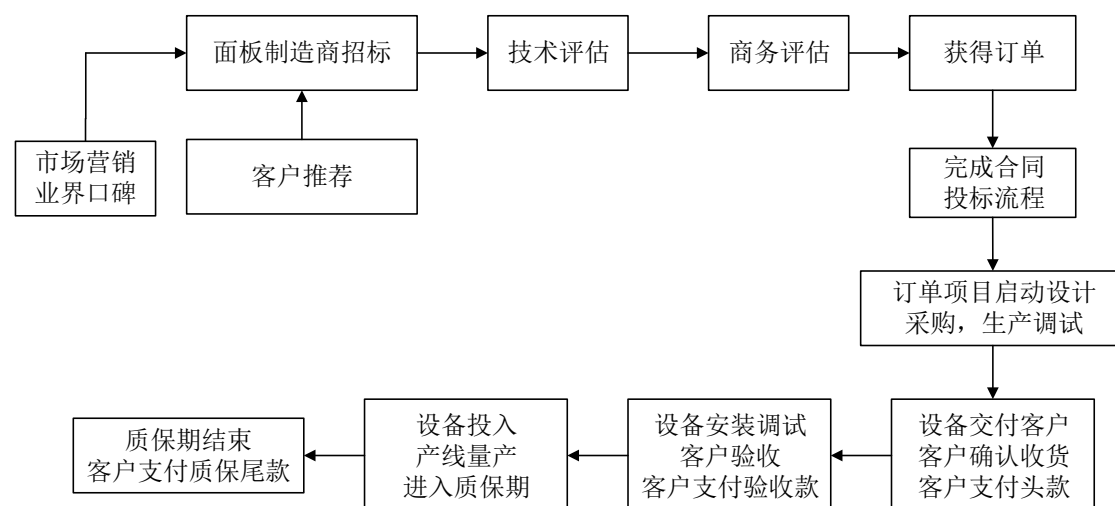 面板制造商招标
技术评估
商务评估
获得订单
市场营销
业界口碑
客户推荐
完成合同
投标流程
订单项目启动设计
采购，生产调试
设备交付客户
客户确认收货
客户支付头款
设备安装调试
客户验收
客户支付验收款
设备投入
产线量产
进入质保期
质保期结束
客户支付质保尾款